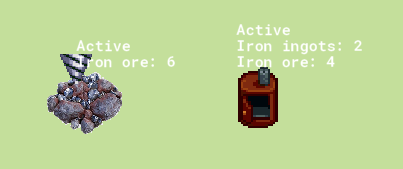 Active
Iron ore: 6
Active
Iron ingots: 2
Iron ore: 4